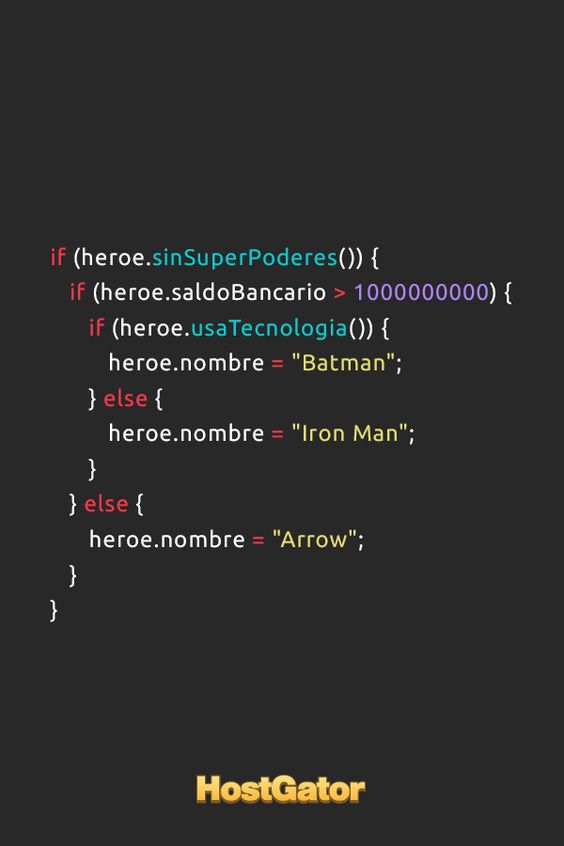 if (heroe.sinSuperPoderes()) {
if (heroe.saldoBancario > 1000000000) {
if (heroe.usaTecnologia()) {
heroe.nombre = "Batman";
} else {
heroe.nombre = "Iron Man";
}
} else {
heroe.nombre = "Arrow";
}
}
HostGator